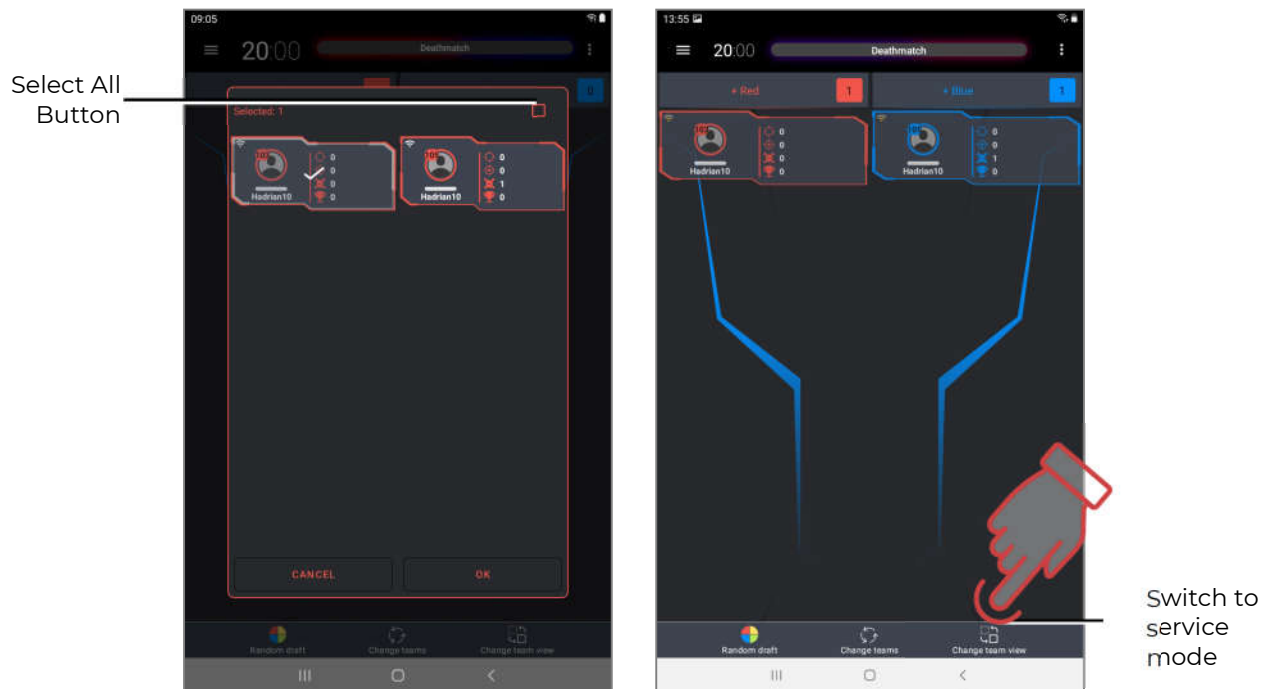 Select All
Button
09:05
20:00
Deathmatch
0
Selected: 1
102
0
0
0
0
Hadrian10
105
0
0
1
0
Hadrian10
CANCEL
OK
Random draft
Change teams
Change team view
13:55
20:00
Deathmatch
+ Red
1
+ Blue
1
102
0
0
0
0
Hadrian10
0
0
1
0
Hadrian10
Random draft
Change teams
Change team view
Switch to
service
mode